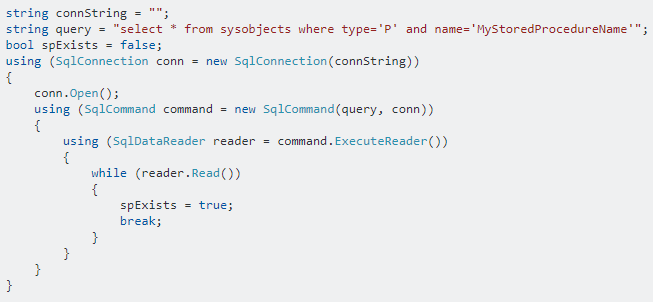 string connString = "";
string query = "select * from sysobjects where type='P' and name='MyStoredProcedureName'";
bool spExists = false;
using (SqlConnection conn = new SqlConnection(connString))
{
    conn.Open();
    using (SqlCommand command = new SqlCommand(query, conn))
    {
        using (SqlDataReader reader = command.ExecuteReader())
        {
            while (reader.Read())
            {
                spExists = true;
                break;
            }
        }
    }
}